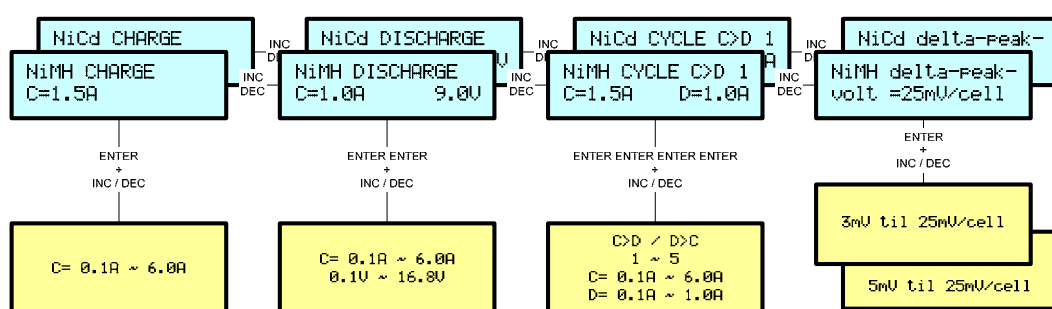 NiCd CHARGE
NiMH CHARGE
C=1.5A
INC
DEC
NiCd DISCHARGE
V
NiMH DISCHARGE
C=1.0A 9.0V
INC
DEC
NiCd CYCLE C>D 1
A
NiMH CYCLE C>D 1
C=1.5A D=1.0A
INC
DEC
NiCd delta-peak-
NiMH delta-peak-
volt =25mV/cell
INC
D
INC
INC
ENTER
+
INC / DEC
ENTER ENTER
+
INC / DEC
ENTER ENTER ENTER ENTER
+
INC / DEC
ENTER
+
INC / DEC
C= 0.1A ~ 6.0A
C= 0.1A ~ 6.0A
0.1V ~ 16.8V
C>D / D>C
1 ~ 5
C= 0.1A ~ 6.0A
D= 0.1A ~ 1.0A
3mV til 25mV/cell
5mV til 25mV/cell